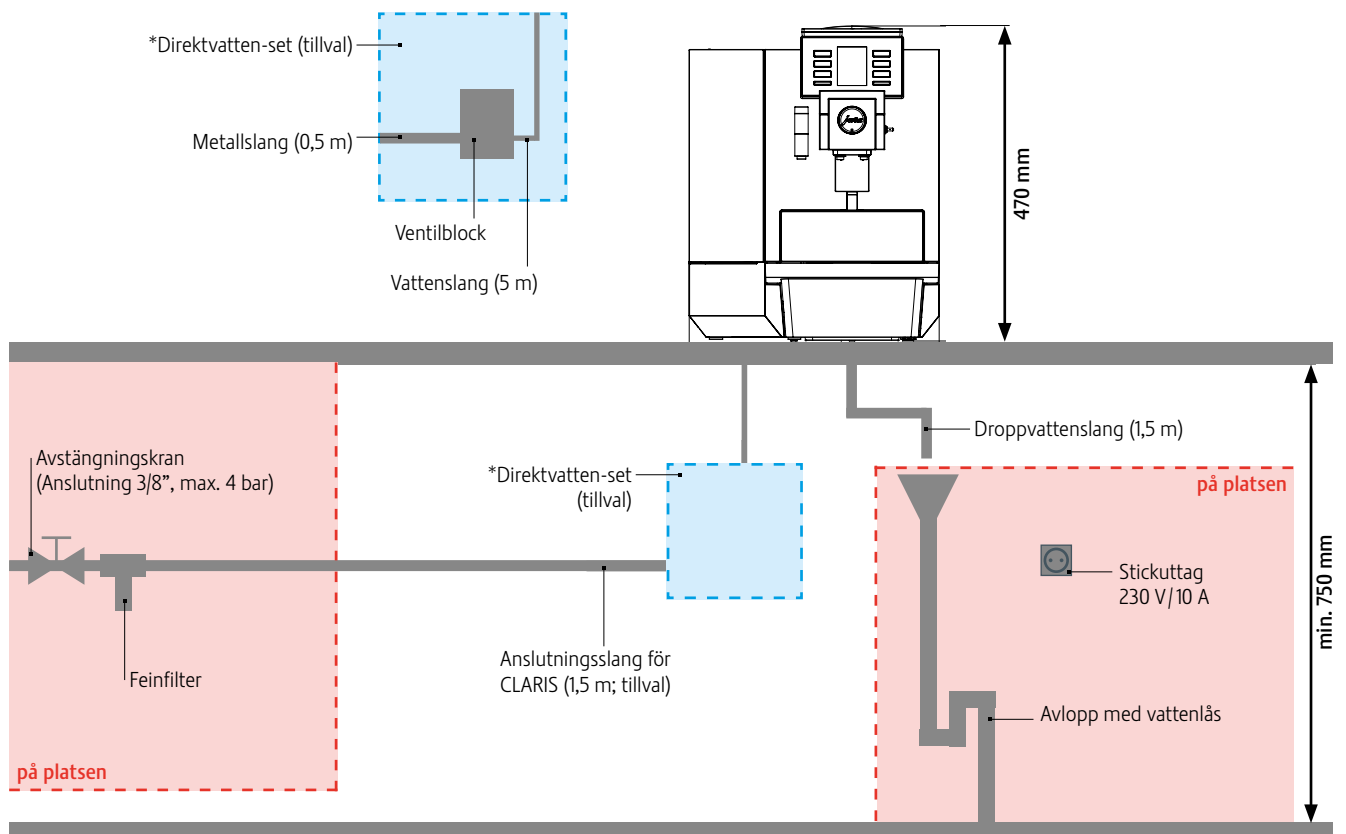 *Direktvatten-set (tillval)
Metallslang (0,5 m)
Ventilblock
Vattenslang (5 m)
jura
470 mm
Avstängningskran
(Anslutning 3/8”, max. 4 bar)
Feinfilter
på platsen
*Direktvatten-set
(tillval)
Anslutningsslang för
CLARIS (1,5 m; tillval)
Droppvattenslang (1,5 m)
på platsen
Stickuttag
230 V / 10 A
Avlopp med vattenlås
min. 750 mm